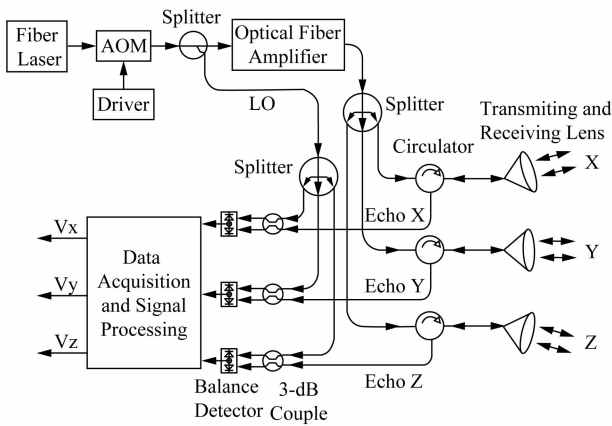 Splitter
Fiber
Laser
AOM
Optical Fiber
Amplifier
Driver
LO
Splitter
Transmiting and
Receiving Lens
Splitter
Circulator
X
Echo X
Vx
Data
Acquisition
and Signal
Processing
Y
Vy
Echo Y
Vz
Z
Echo Z
Balance
Detector
3-dB
Couple